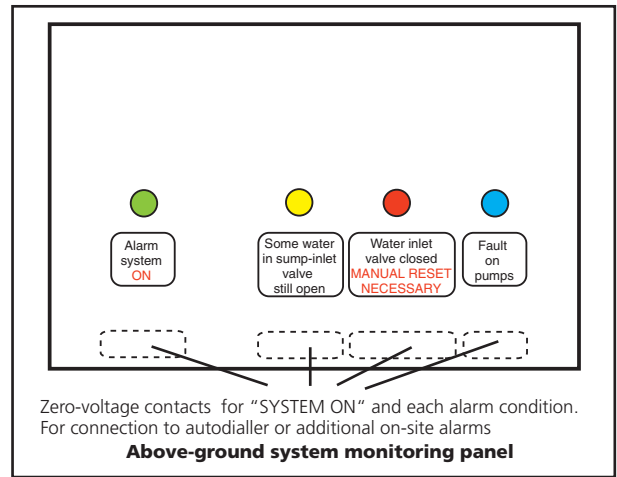 Alarm
system
ON
Some water
in sump-inlet
valve
still open
Water inlet
valve closed
MANUAL RESET
NECESSARY
Fault
on
pumps
Zero-voltage contacts for “SYSTEM ON“ and each alarm condition.
For connection to autodialler or additional on-site alarms
Above-ground system monitoring panel